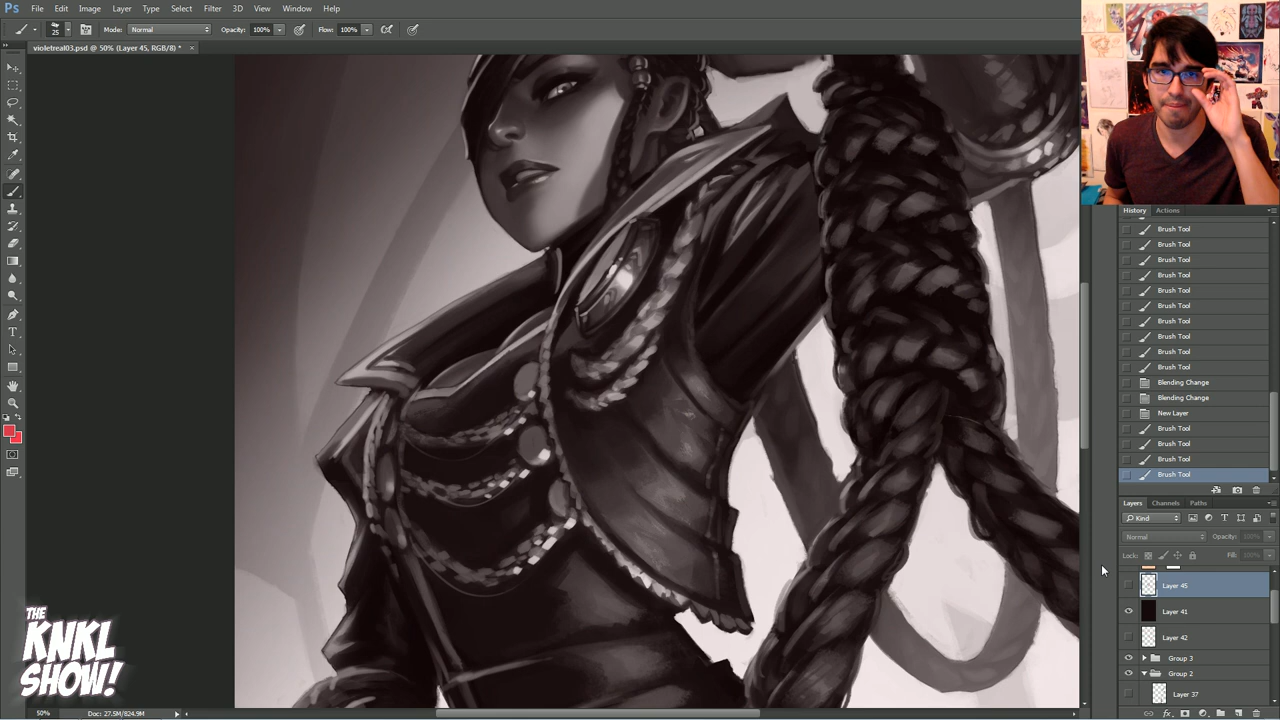 Ps File Edit Image Layer Type Select Filter 3D View Window Help
25 Mode: Normal Opacity: 100% Flow: 100%
violetreal03.psd @ 50% (Layer 45, RGB/8) * ×
History Actions
Brush Tool
Brush Tool
Brush Tool
Brush Tool
Brush Tool
Brush Tool
Brush Tool
Brush Tool
Brush Tool
Brush Tool
Blending Change
Blending Change
New Layer
Brush Tool
Brush Tool
Brush Tool
Brush Tool
Layers Channels Paths
Kind
Normal Opacity: 100%
Lock: Fill: 100%
Layer 45
Layer 41
Layer 42
Group 3
Group 2
Layer 37
THE
KNKL
SHOW!
50% Doc: 27.5M/824.9M